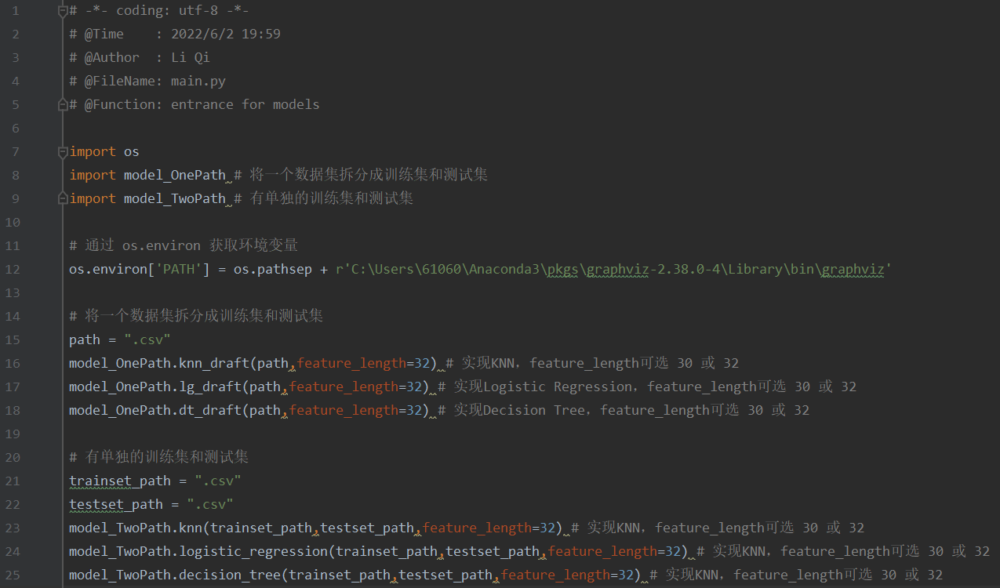 1 # -*- coding: utf-8 -*-
2 # @Time    : 2022/6/2 19:59
3 # @Author  : Li Qi
4 # @FileName: main.py
5 # @Function: entrance for models
6
7 import os
8 import model_OnePath # 将一个数据集拆分成训练集和测试集
9 import model_TwoPath # 有单独的训练集和测试集
10
11 # 通过 os.environ 获取环境变量
12 os.environ['PATH'] = os.pathsep + r'C:\Users\61060\Anaconda3\pkgs\graphviz-2.38.0-4\Library\bin\graphviz'
13
14 # 将一个数据集拆分成训练集和测试集
15 path = ".csv"
16 model_OnePath.knn_draft(path,feature_length=32) # 实现KNN，feature_length可选 30 或 32
17 model_OnePath.lg_draft(path,feature_length=32) # 实现Logistic Regression，feature_length可选 30 或 32
18 model_OnePath.dt_draft(path,feature_length=32) # 实现Decision Tree，feature_length可选 30 或 32
19
20 # 有单独的训练集和测试集
21 trainset_path = ".csv"
22 testset_path = ".csv"
23 model_TwoPath.knn(trainset_path,testset_path,feature_length=32) # 实现KNN，feature_length可选 30 或 32
24 model_TwoPath.logistic_regression(trainset_path,testset_path,feature_length=32) # 实现KNN，feature_length可选 30 或 32
25 model_TwoPath.decision_tree(trainset_path,testset_path,feature_length=32) # 实现KNN，feature_length可选 30 或 32